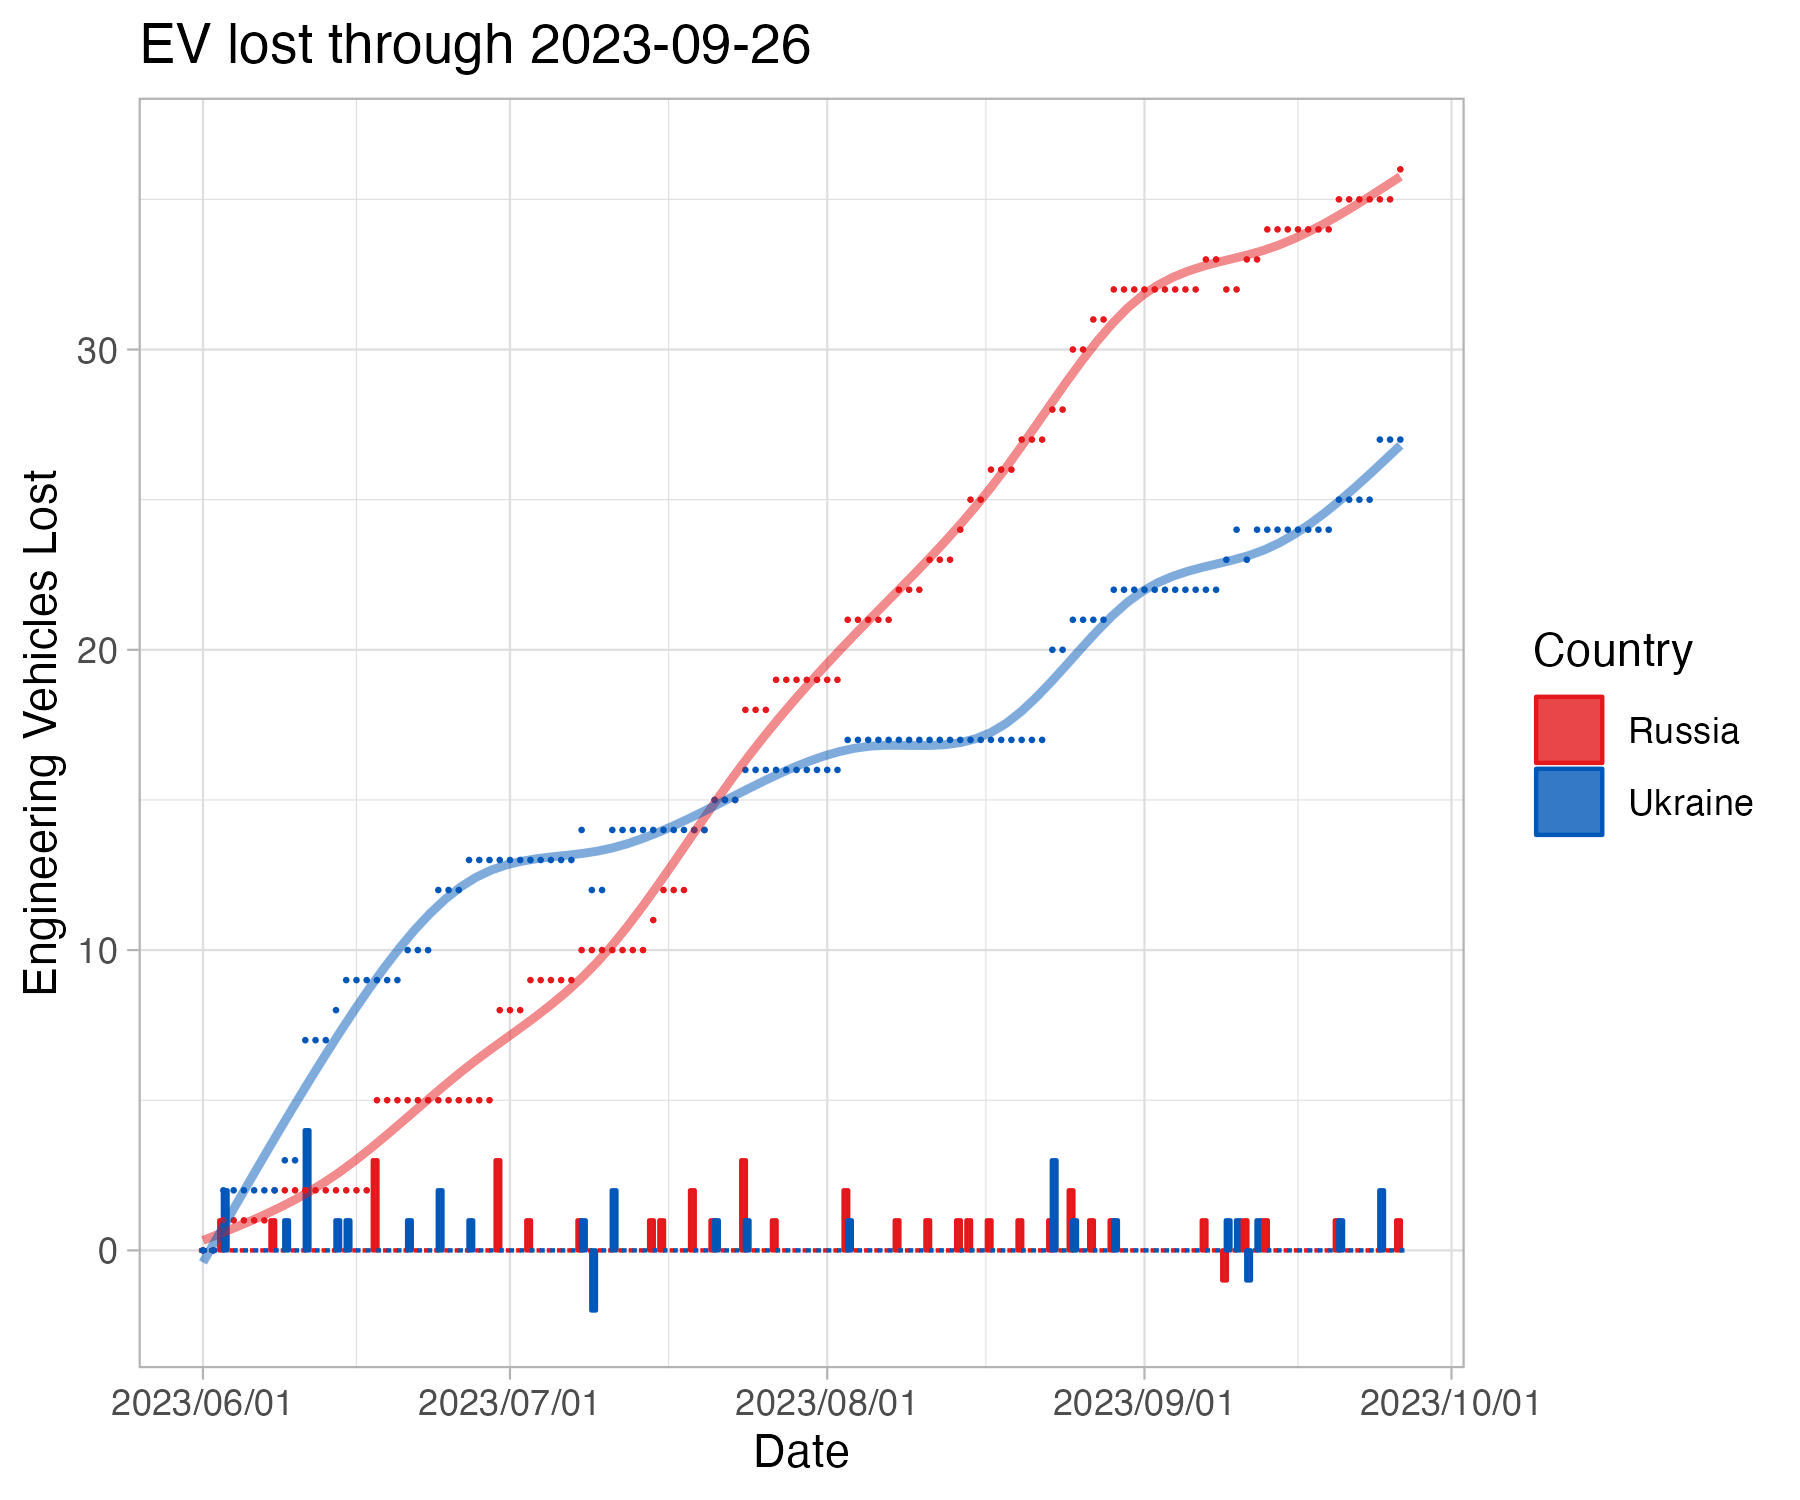 EV lost through 2023-09-26
Engineering Vehicles Lost
30
20
10
0
2023/06/01
2023/07/01
2023/08/01
2023/09/01
2023/10/01
Date
Country
Russia
Ukraine